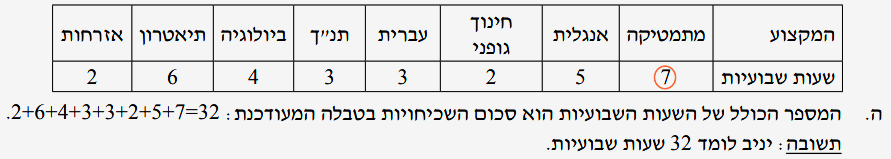 המקצוע מתמטיקה אנגלית חינוך גופני עברית תנ"ך ביולוגיה תיאטרון אזרחות
שעות שבועיות 7 5 2 3 3 4 6 2
ה. המספר הכולל של השעות השבועיות הוא סכום השכיחויות בטבלה המעודכנת: 2+6+4+3+3+2+5+7=32.
תשובה: יניב לומד 32 שעות שבועיות.